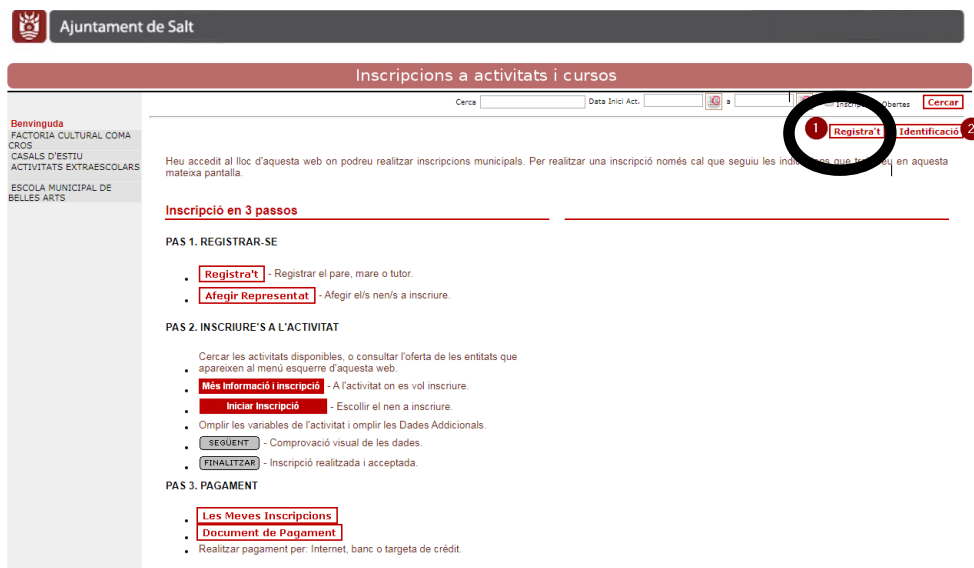 Ajuntament de Salt
Inscripcions a activitats i cursos
Cerca Data Inici Act. a Obertes Cercar
1 Registra't Identificació 2
Benvinguda
FACTORIA CULTURAL COMA
CROS
CASALS D'ESTIU
ACTIVITATS EXTRAESCOLARS
ESCOLA MUNICIPAL DE
BELLES ARTS
Heu accedit al lloc d'aquesta web on podreu realitzar inscripcions municipals. Per realitzar una inscripció només cal que seguiu les que en aquesta
mateixa pantalla.
Inscripció en 3 passos
PAS 1. REGISTRAR-SE
Registra't - Registrar el pare, mare o tutor.
Afegir Representat - Afegir el/s nen/s a inscriure.
PAS 2. INSCRIURE'S A L'ACTIVITAT
Cercar les activitats disponibles, o consultar l'oferta de les entitats que
apareixen al menú esquerre d'aquesta web.
Més Informació i inscripció - A l'activitat on es vol inscriure.
Iniciar Inscripció - Escollir el nen a inscriure.
Omplir les variables de l'activitat i omplir les Dades Addicionals.
SEGÜENT - Comprovació visual de les dades.
FINALITZAR - Inscripció realitzada i acceptada.
PAS 3. PAGAMENT
Les Meves Inscripcions
Document de Pagament
Realitzar pagament per: Internet, banc o targeta de crèdit.